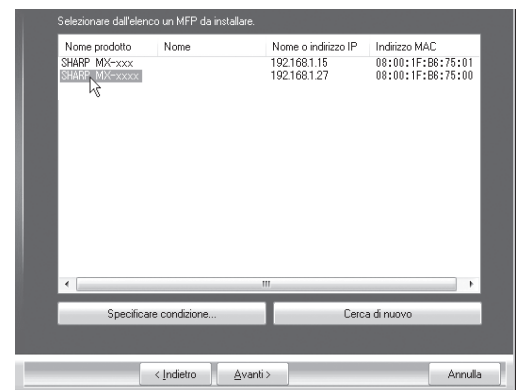 Selezionare dall'elenco un MFP da installare.
Nome prodotto Nome Nome o indirizzo IP Indirizzo MAC
SHARP MX-xxx 192.168.1.15 08:00:1F:B6:75:01
SHARP MX-xxxx 192.168.1.27 08:00:1F:B6:75:00
Specificare condizione... Cerca di nuovo
< Indietro Avanti > Annulla